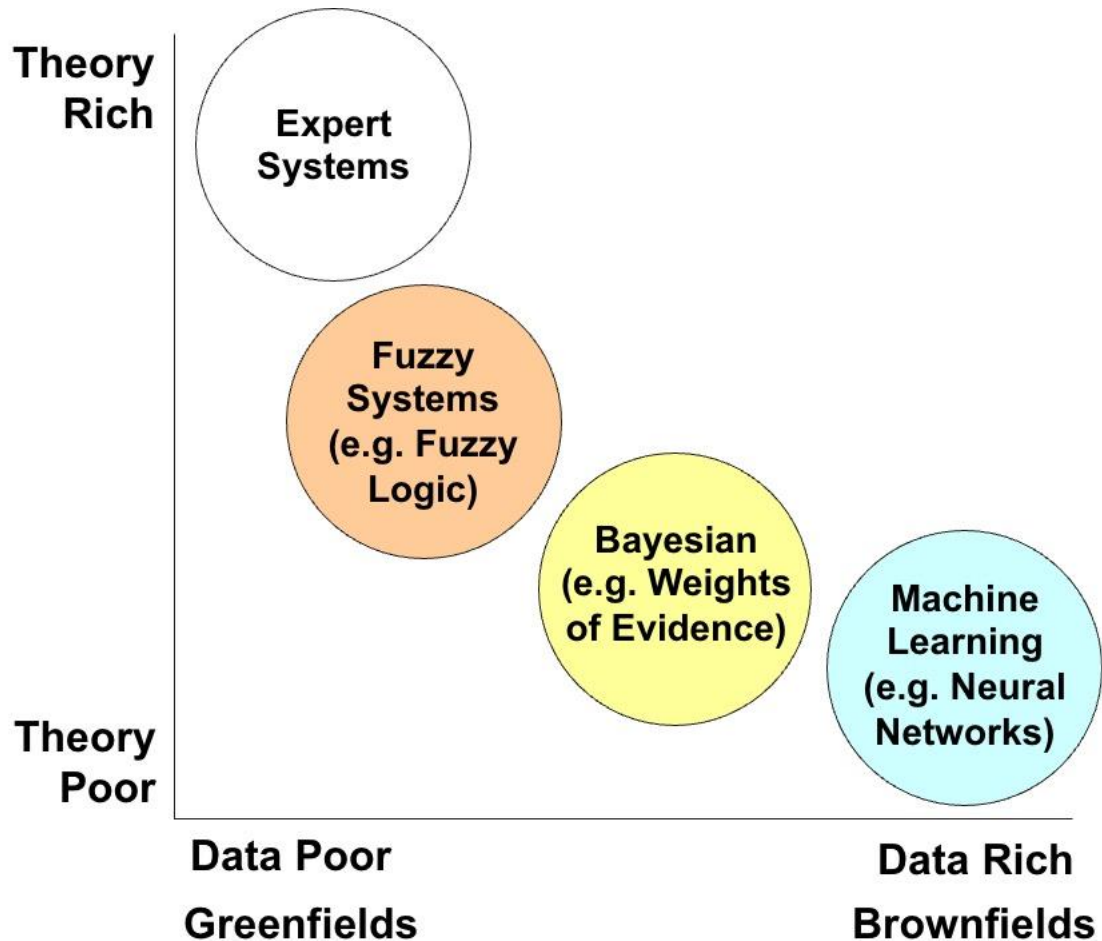 Theory
Rich
Expert
Systems
Fuzzy
Systems
(e.g. Fuzzy
Logic)
Bayesian
(e.g. Weights
of Evidence)
Machine
Learning
(e.g. Neural
Networks)
Theory
Poor
Data Poor
Data Rich
Greenfields
Brownfields